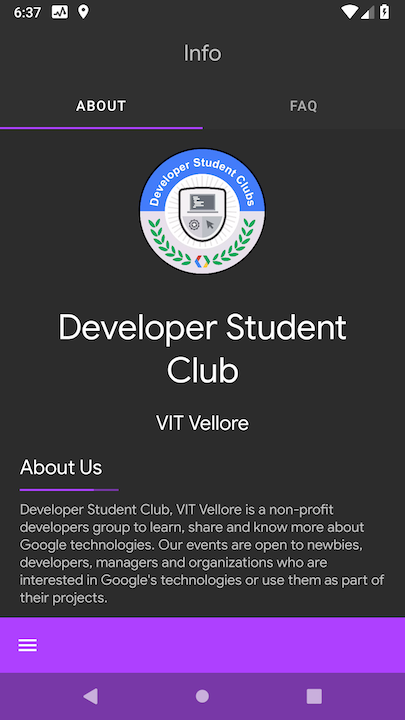 6:37
Info
ABOUT
FAQ
Developer Student Clubs
Developer Student
Club
VIT Vellore
About Us
Developer Student Club, VIT Vellore is a non-profit
developers group to learn, share and know more about
Google technologies. Our events are open to newbies,
developers, managers and organizations who are
interested in Google's technologies or use them as part of
their projects.